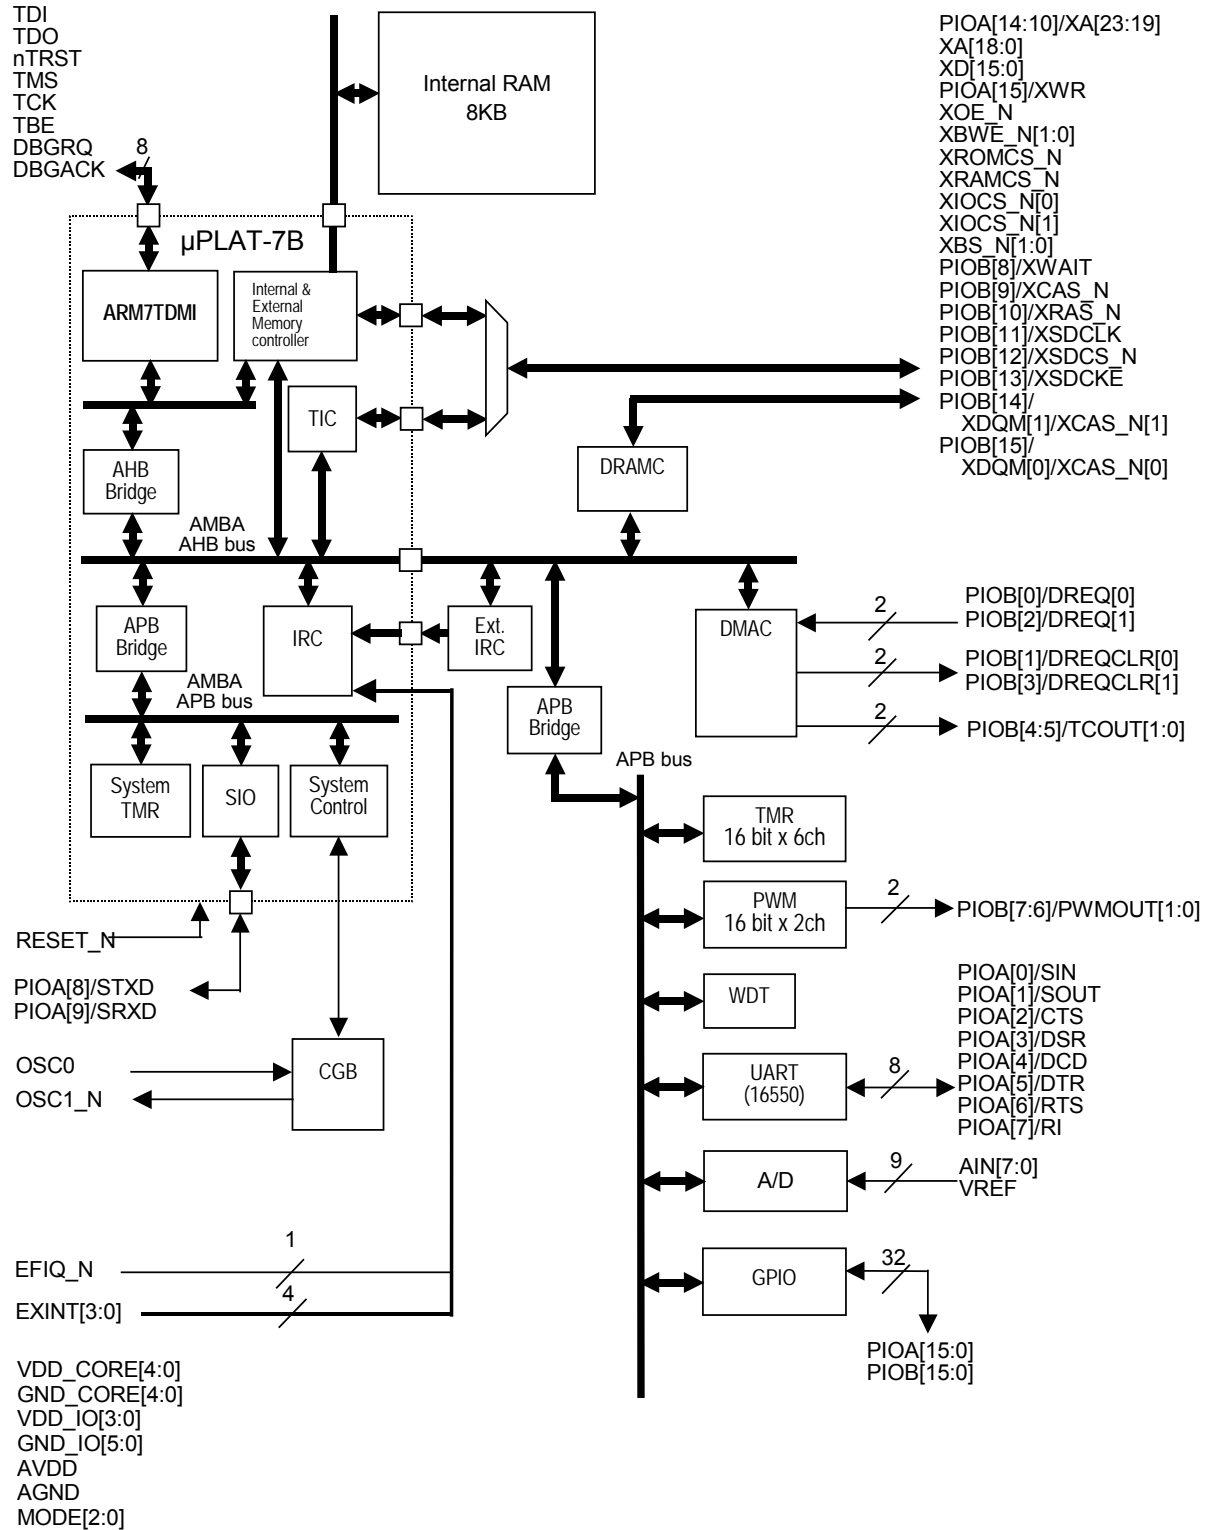 TDI
TDO
nTRST
TMS
TCK
TBE
DBGRQ
DBGACK
8
Internal RAM
8KB
PIOA[14:10]/XA[23:19]
XA[18:0]
XD[15:0]
PIOA[15]/XWR
XOE_N
XBWE_N[1:0]
XROMCS_N
XRAMCS_N
XIOCS_N[0]
XIOCS_N[1]
XBS_N[1:0]
PIOB[8]/XWAIT
PIOB[9]/XCAS_N
PIOB[10]/XRAS_N
PIOB[11]/XSDCLK
PIOB[12]/XSDCS_N
PIOB[13]/XSDCKE
PIOB[14]/
XDQM[1]/XCAS_N[1]
PIOB[15]/
XDQM[0]/XCAS_N[0]
µPLAT-7B
ARM7TDMI
Internal &
External
Memory
controller
TIC
AHB
Bridge
DRAMC
AMBA
AHB bus
APB
Bridge
IRC
Ext.
IRC
DMAC
2
PIOB[0]/DREQ[0]
PIOB[2]/DREQ[1]
2
PIOB[1]/DREQCLR[0]
PIOB[3]/DREQCLR[1]
2
PIOB[4:5]/TCOUT[1:0]
AMBA
APB bus
APB
Bridge
APB bus
System
TMR
SIO
System
Control
TMR
16 bit x 6ch
PWM
16 bit x 2ch
2
PIOB[7:6]/PWMOUT[1:0]
RESET_N
PIOA[8]/STXD
PIOA[9]/SRXD
WDT
PIOA[0]/SIN
PIOA[1]/SOUT
PIOA[2]/CTS
PIOA[3]/DSR
PIOA[4]/DCD
PIOA[5]/DTR
PIOA[6]/RTS
PIOA[7]/RI
OSC0
OSC1_N
CGB
UART
(16550)
8
A/D
9
AIN[7:0]
VREF
EFIQ_N
1
EXINT[3:0]
4
GPIO
32
PIOA[15:0]
PIOB[15:0]
VDD_CORE[4:0]
GND_CORE[4:0]
VDD_IO[3:0]
GND_IO[5:0]
AVDD
AGND
MODE[2:0]